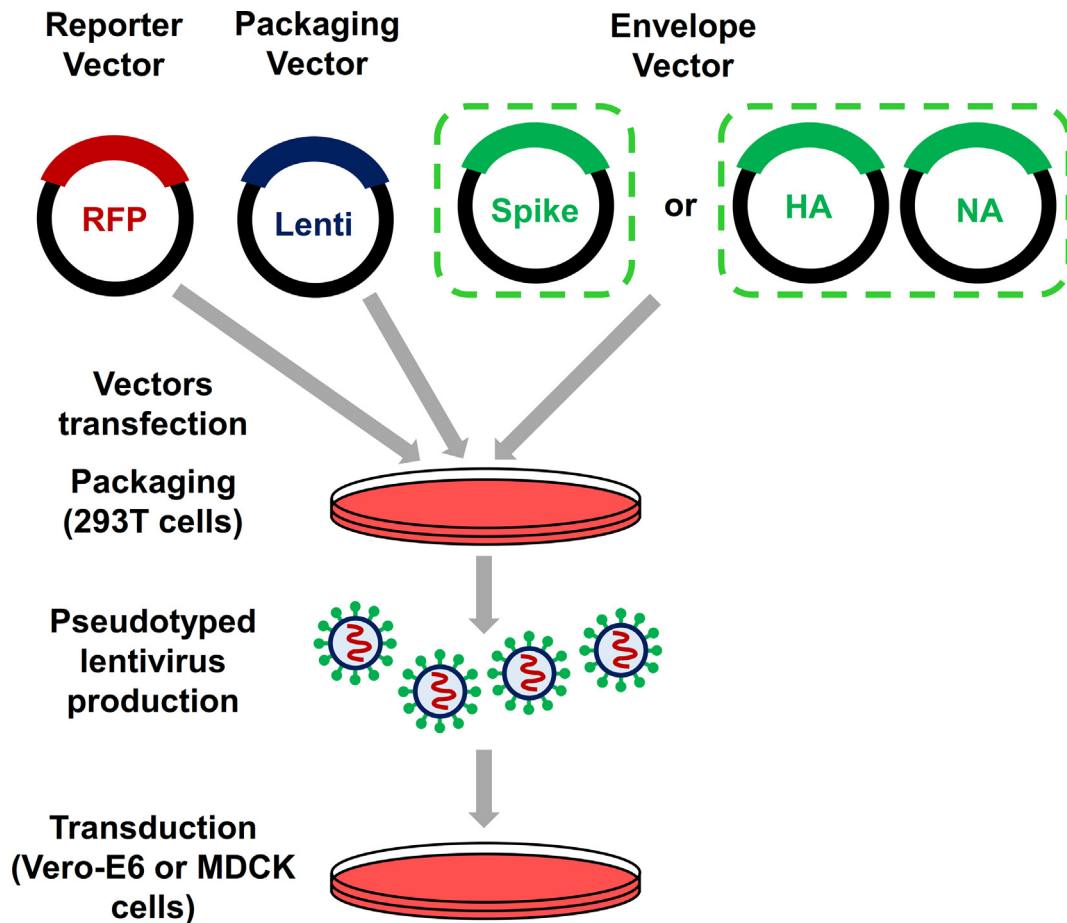 Reporter
Vector
Packaging
Vector
Envelope
Vector
RFP
Lenti
Spike
or
HA
NA
Vectors
transfection
Packaging
(293T cells)
Pseudotyped
lentivirus
production
Transduction
(Vero-E6 or MDCK
cells)